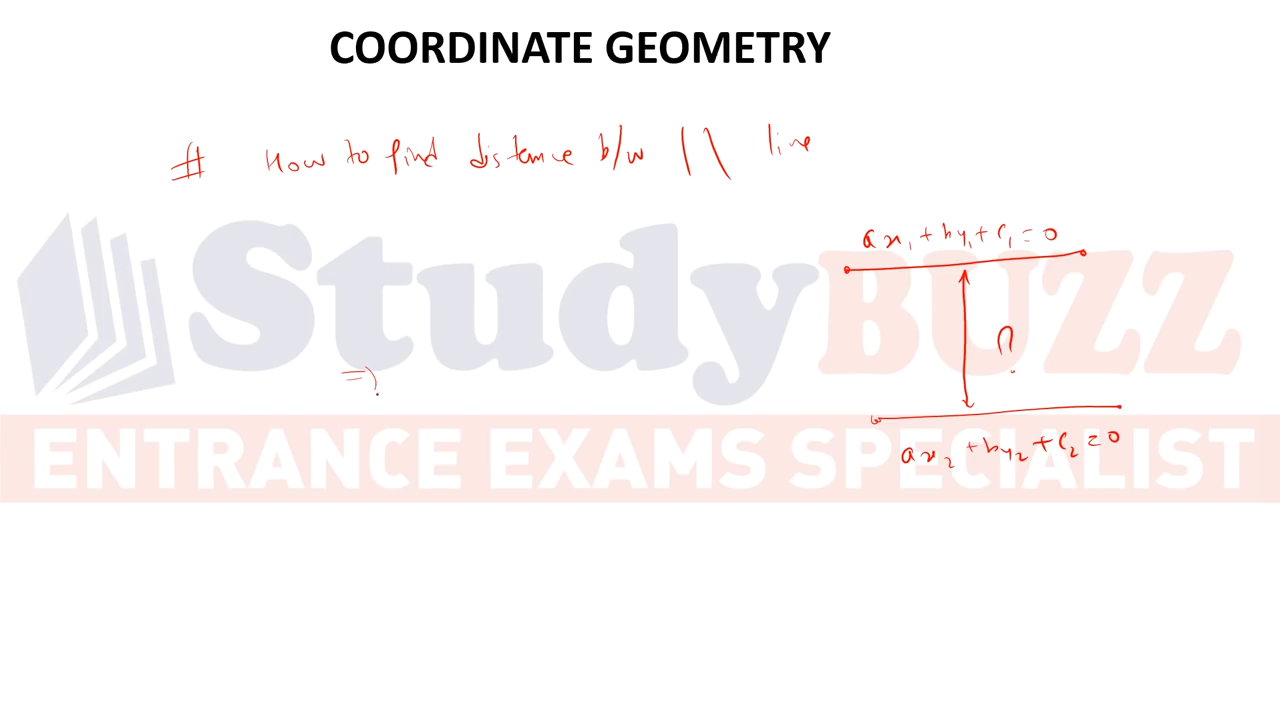 COORDINATE GEOMETRY
# How to find distance b/w || line
ax₁ + by₁ + c₁ = 0
StudyBUZZ
?
=>
ENTRANCE EXAMS SPECIALIST
ax₂ + by₂ + c₂ = 0